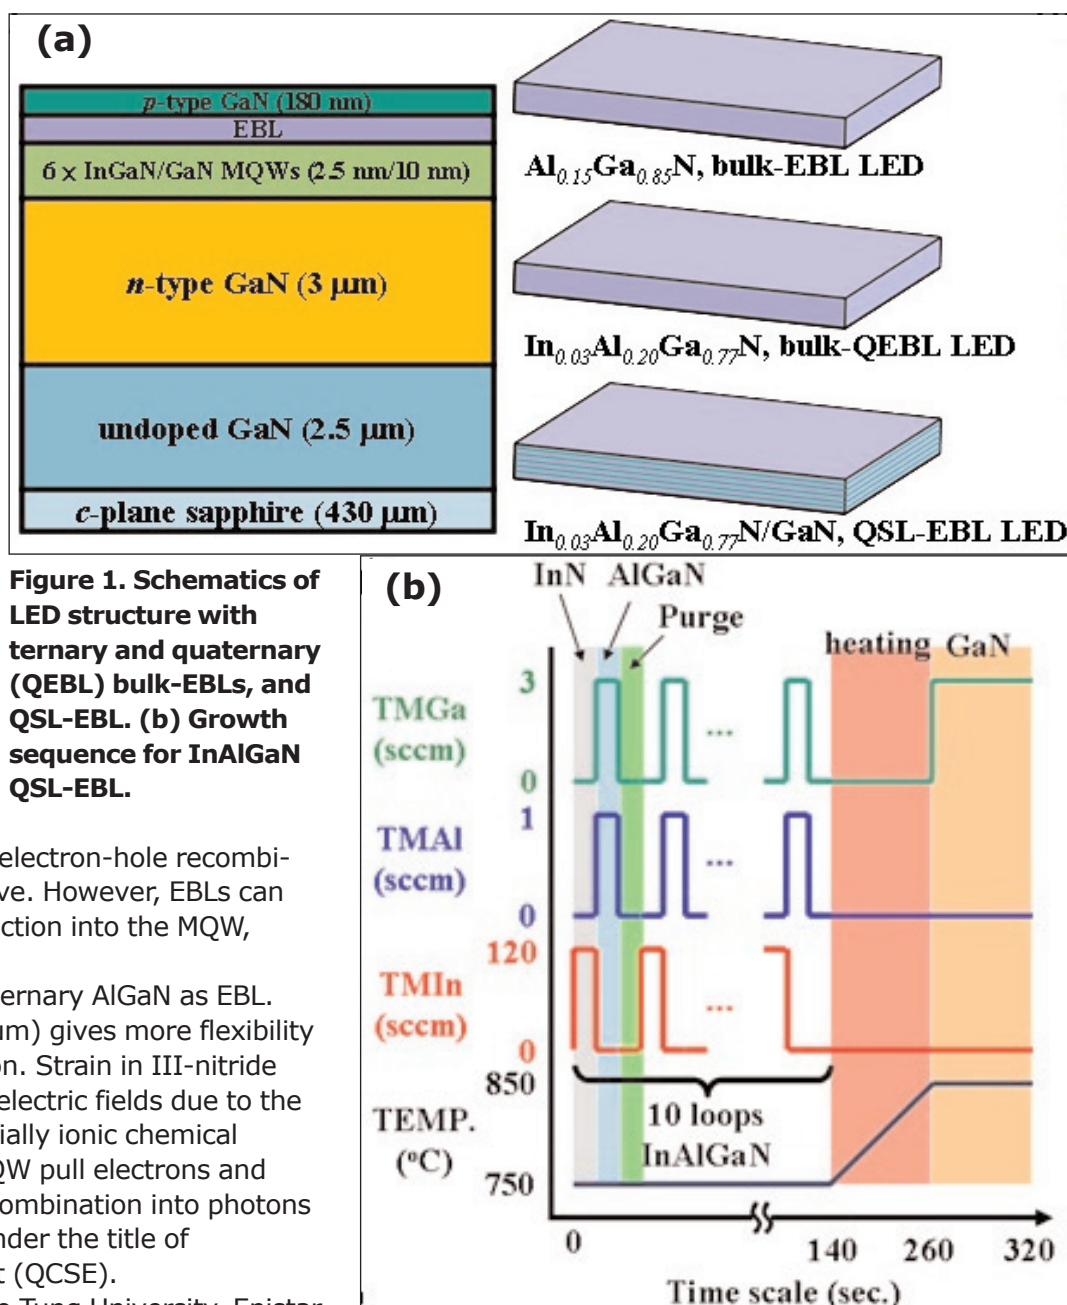 (a)
p-type GaN (180 nm)
EBL
6 x InGaN/GaN MQWs (2.5 nm/10 nm)
n-type GaN (3 μm)
undoped GaN (2.5 μm)
c-plane sapphire (430 μm)
Al0.15Ga0.85N, bulk-EBL LED
In0.03Al0.20Ga0.77N, bulk-QEBL LED
In0.03Al0.20Ga0.77N/GaN, QSL-EBL LED
Figure 1. Schematics of
LED structure with
ternary and quaternary
(QEBL) bulk-EBLs, and
QSL-EBL. (b) Growth
sequence for InAlGaN
QSL-EBL.
electron-hole recombi-
ve. However, EBLs can
ction into the MQW,
ernary AlGaN as EBL.
um) gives more flexibility
on. Strain in III-nitride
electric fields due to the
ially ionic chemical
QW pull electrons and
combination into photons
nder the title of
t (QCSE).
Tung University, Epistar
(b)
InN AlGaN
Purge
heating GaN
TMGa
(sccm)
3
0
...
TMAl
(sccm)
1
0
...
TMIn
(sccm)
120
0
...
TEMP.
(°C)
850
750
10 loops
InAlGaN
0
140 260 320
Time scale (sec.)